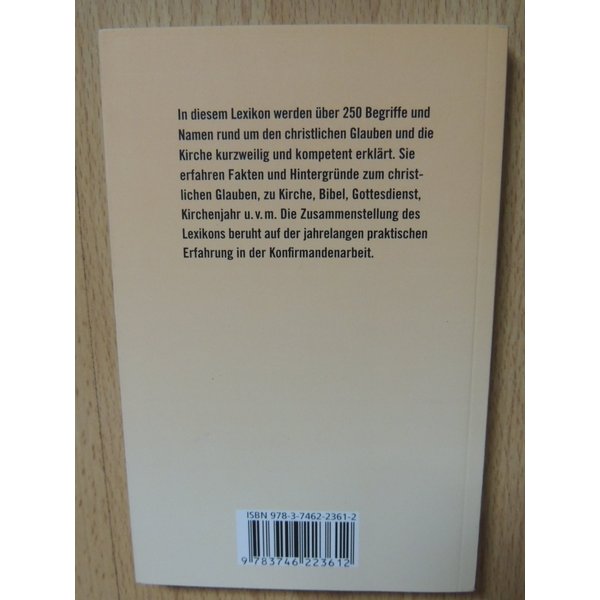 In diesem Lexikon werden über 250 Begriffe und
Namen rund um den christlichen Glauben und die
Kirche kurzweilig und kompetent erklärt. Sie
erfahren Fakten und Hintergründe zum christ-
lichen Glauben, zu Kirche, Bibel, Gottesdienst,
Kirchenjahr u. v. m. Die Zusammenstellung des
Lexikons beruht auf der jahrelangen praktischen
Erfahrung in der Konfirmandenarbeit.
ISBN 978-3-7462-2361-2
9 783746 223612